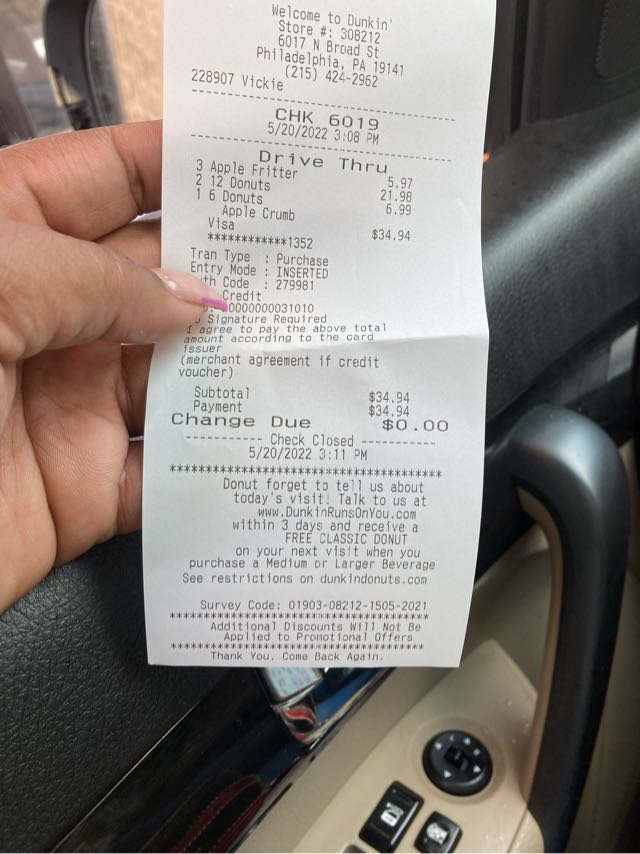 Welcome to Dunkin'
Store #: 308212
6017 N Broad St
Philadelphia, PA 19141
(215) 424-2962
228907 Vickie
CHK 6019
5/20/2022 3:08 PM
Drive Thru
3 Apple Fritter 5.97
2 12 Donuts 21.98
1 6 Donuts 6.99
Apple Crumb
Visa $34.94
************1352
Tran Type : Purchase
Entry Mode : INSERTED
th Code : 279981
Credit
0000000031010
Signature Required
I agree to pay the above total
amount according to the card
issuer
(merchant agreement if credit
voucher)
Subtotal $34.94
Payment $34.94
Change Due $0.00
---------- Check Closed ----------
5/20/2022 3:11 PM
Donut forget to tell us about
today's visit! Talk to us at
www.DunkinRunsOnYou.com
within 3 days and receive a
FREE CLASSIC DONUT
on your next visit when you
purchase a Medium or Larger Beverage
See restrictions on dunkindonuts.com
Survey Code: 01903-08212-1505-2021
Additional Discounts Will Not Be
Applied to Promotional Offers
Thank You. Come Back Again.